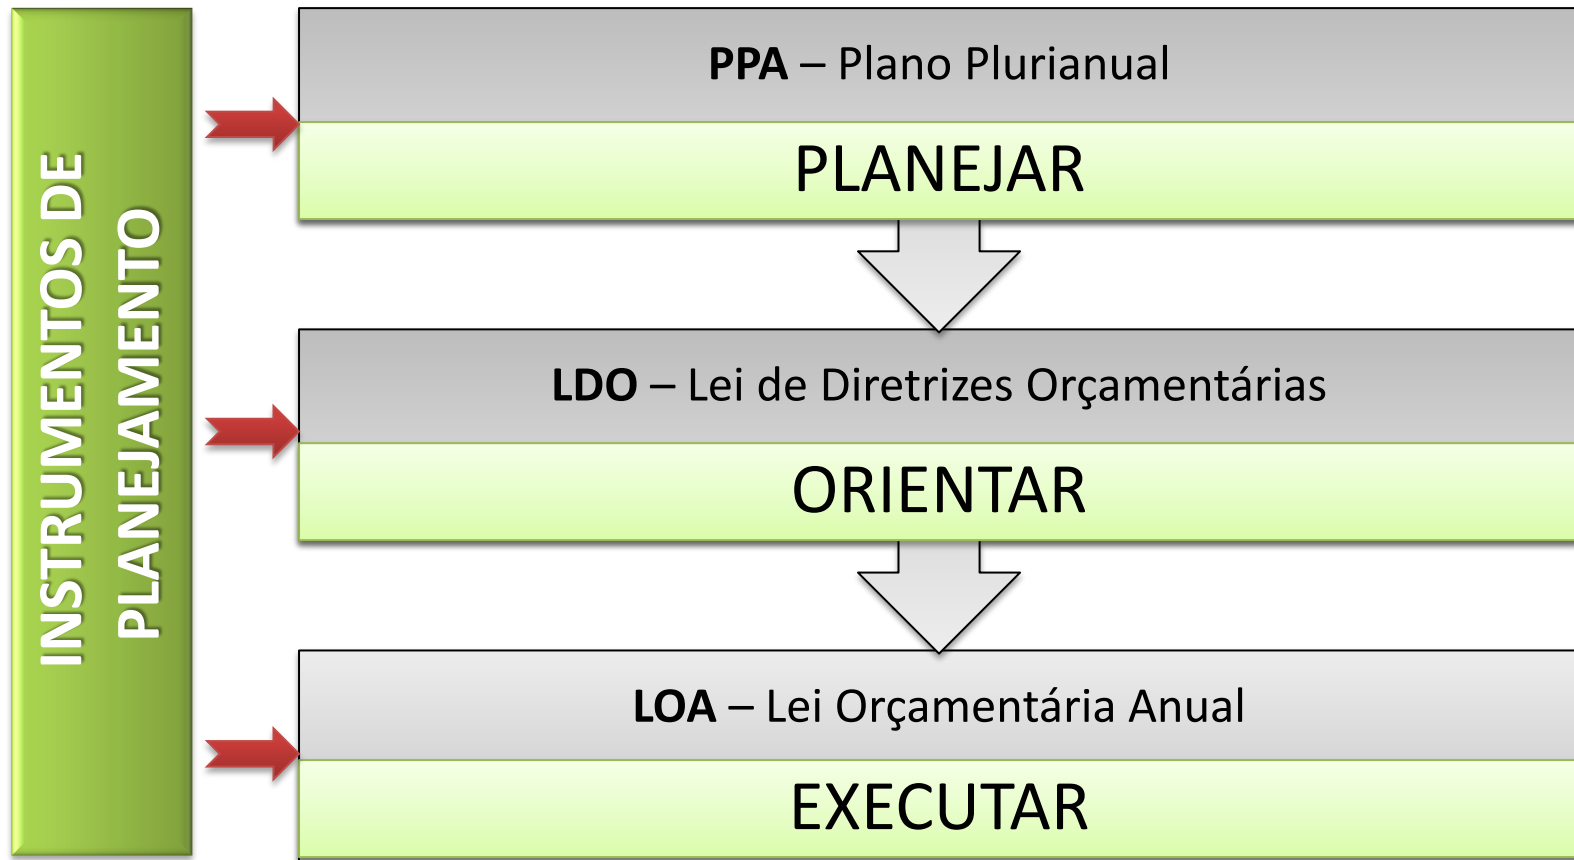 INSTRUMENTOS DE
PLANEJAMENTO
PPA – Plano Plurianual
PLANEJAR
LDO – Lei de Diretrizes Orçamentárias
ORIENTAR
LOA – Lei Orçamentária Anual
EXECUTAR